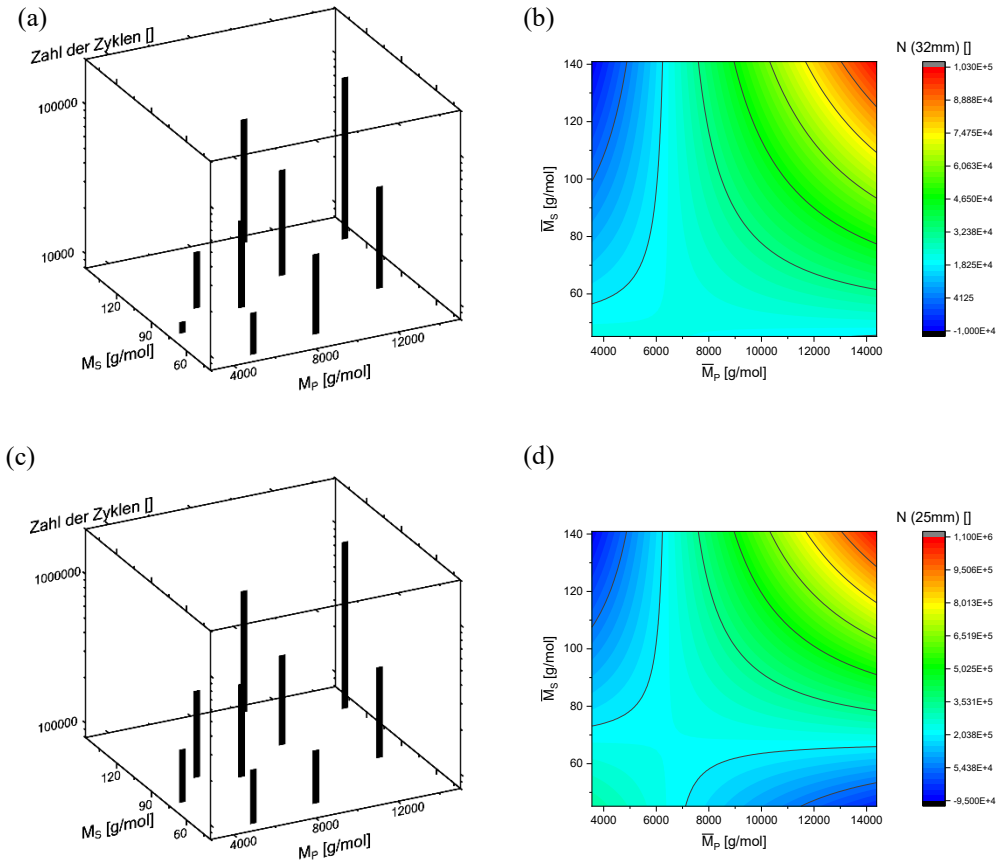 (a)
Zahl der Zyklen []
100000
10000
120
90
60
M_S [g/mol]
4000
8000
12000
M_P [g/mol]
(b)
N (32mm) []
140
120
100
80
60
M̅_S [g/mol]
4000 6000 8000 10000 12000 14000
M̅_P [g/mol]
1,030E+5
8,888E+4
7,475E+4
6,063E+4
4,650E+4
3,238E+4
1,825E+4
4125
-1,000E+4
(c)
Zahl der Zyklen []
1000000
100000
120
90
60
M_S [g/mol]
4000
8000
12000
M_P [g/mol]
(d)
N (25mm) []
140
120
100
80
60
M̅_S [g/mol]
4000 6000 8000 10000 12000 14000
M̅_P [g/mol]
1,100E+6
9,506E+5
8,013E+5
6,519E+5
5,025E+5
3,531E+5
2,038E+5
5,438E+4
-9,500E+4